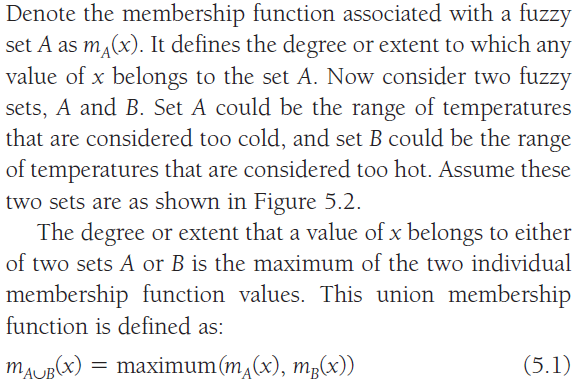 Denote the membership function associated with a fuzzy
set A as mA(x). It defines the degree or extent to which any
value of x belongs to the set A. Now consider two fuzzy
sets, A and B. Set A could be the range of temperatures
that are considered too cold, and set B could be the range
of temperatures that are considered too hot. Assume these
two sets are as shown in Figure 5.2.
The degree or extent that a value of x belongs to either
of two sets A or B is the maximum of the two individual
membership function values. This union membership
function is defined as:
mA∪B(x) = maximum(mA(x), mB(x)) (5.1)